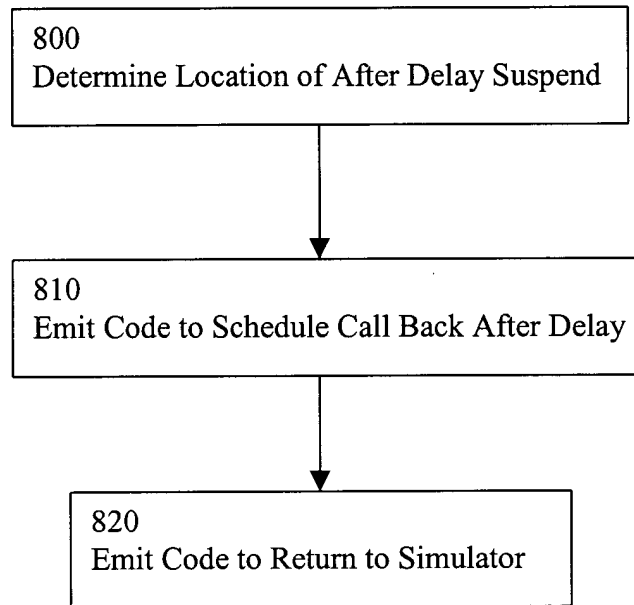 800
Determine Location of After Delay Suspend
810
Emit Code to Schedule Call Back After Delay
820
Emit Code to Return to Simulator